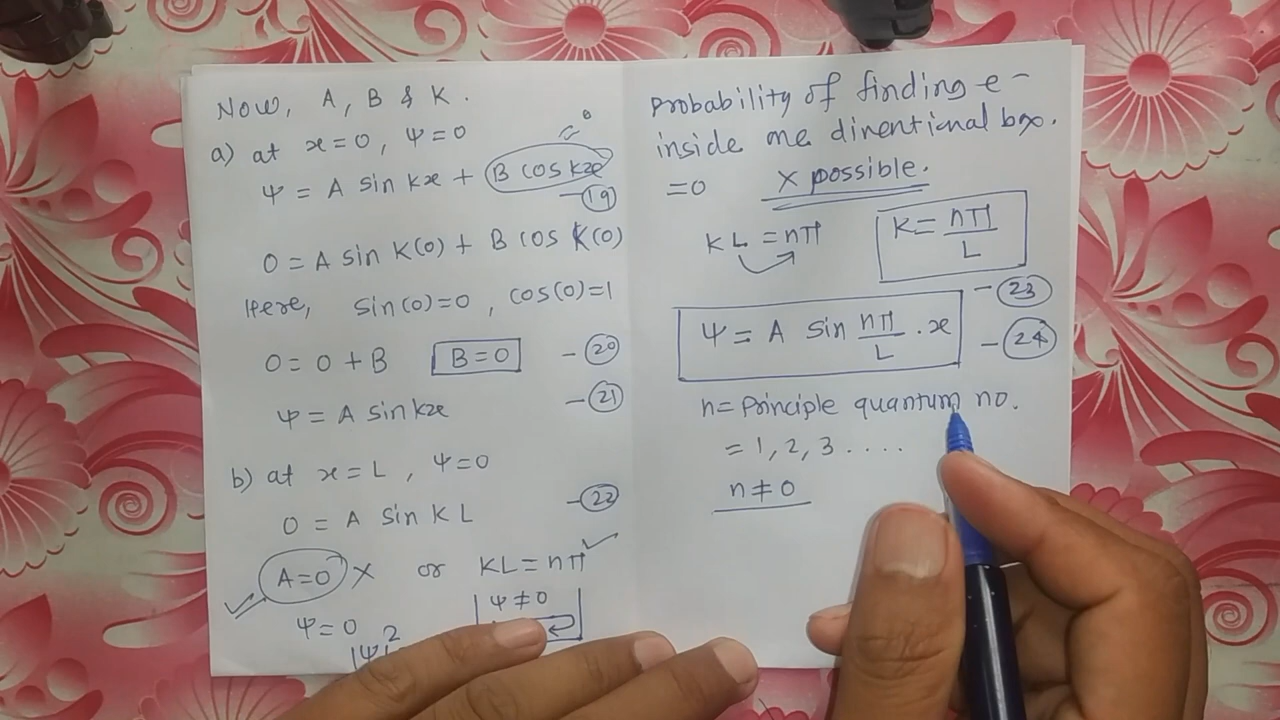 Now, A, B & K.
a) at x=0, Ψ=0
Ψ = A sin kx + B cos kx
0
-(19)
0 = A sin K(0) + B cos K(0)
Here, sin(0)=0, cos(0)=1
0 = 0 + B B=0 -(20)
Ψ = A sin kx -(21)
b) at x=L, Ψ=0
0 = A sin KL -(22)
A=0 X or KL=nπ ✓
Ψ=0 Ψ≠0
|Ψ|²
Probability of finding e-
inside one dimentional box.
=0 X possible.
KL=nπ K=nπ/L
-(23)
Ψ = A sin nπ/L . x -(24)
n= Principle quantum no.
= 1, 2, 3 ....
n≠0